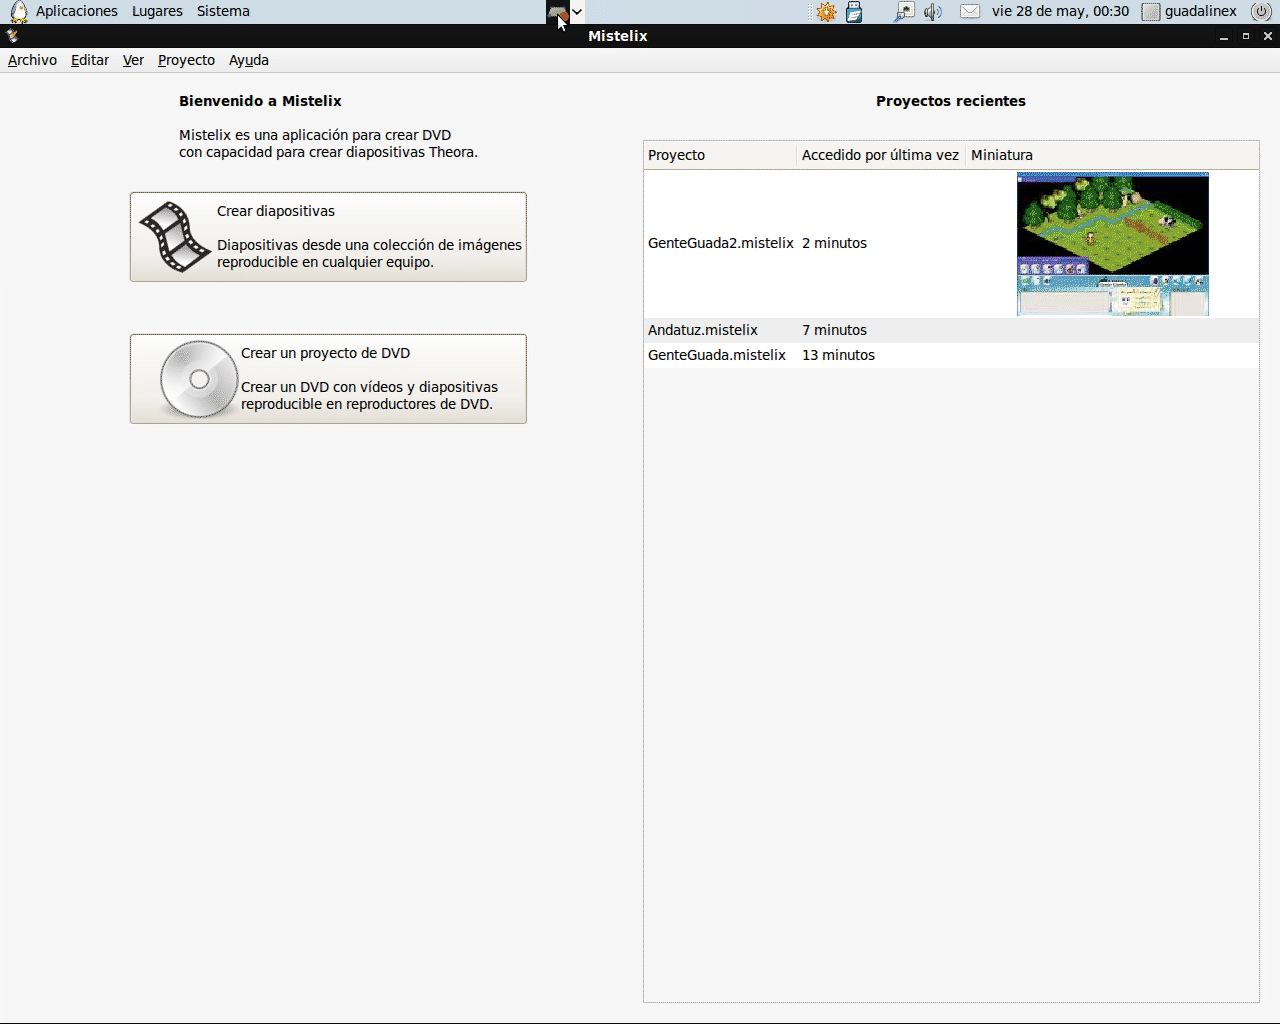 Aplicaciones Lugares Sistema vie 28 de may, 00:30 guadalinex
Mistelix
Archivo Editar Ver Proyecto Ayuda
Bienvenido a Mistelix
Mistelix es una aplicación para crear DVD
con capacidad para crear diapositivas Theora.
Crear diapositivas
Diapositivas desde una colección de imágenes
reproducible en cualquier equipo.
Crear un proyecto de DVD
Crear un DVD con vídeos y diapositivas
reproducible en reproductores de DVD.
Proyectos recientes
Proyecto Accedido por última vez Miniatura
GenteGuada2.mistelix 2 minutos
Andatuz.mistelix 7 minutos
GenteGuada.mistelix 13 minutos